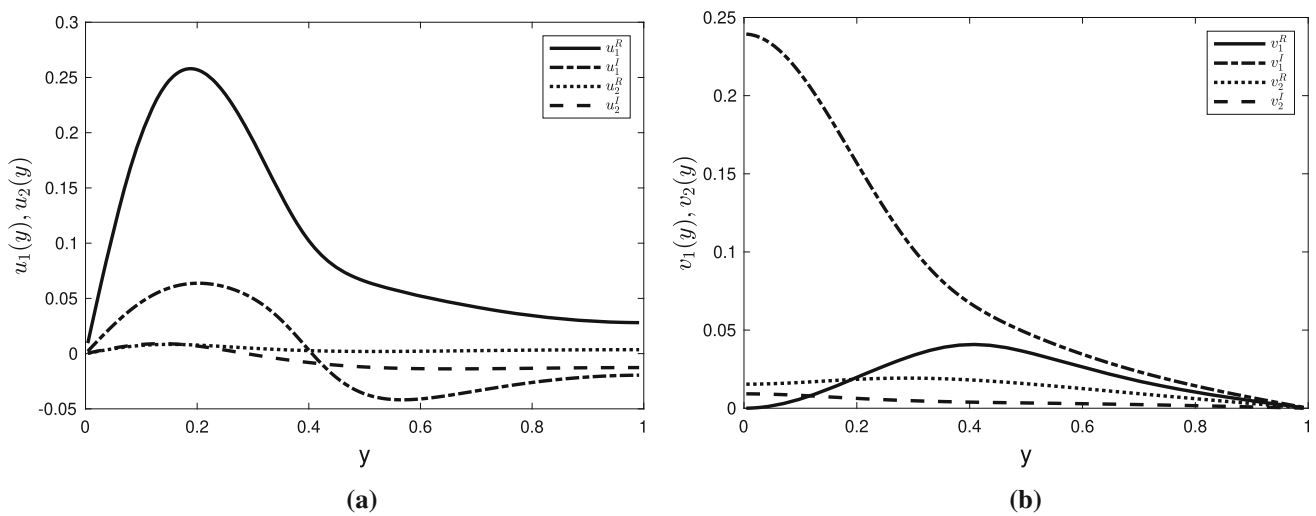 0.3
0.25
0.2
0.15
0.1
0.05
0
-0.05
0 0.2 0.4 0.6 0.8 1
y
u₁(y), u₂(y)
u₁ᴿ
u₁ᴵ
u₂ᴿ
u₂ᴵ
(a)
0.25
0.2
0.15
0.1
0.05
0
0 0.2 0.4 0.6 0.8 1
y
v₁(y), v₂(y)
v₁ᴿ
v₁ᴵ
v₂ᴿ
v₂ᴵ
(b)